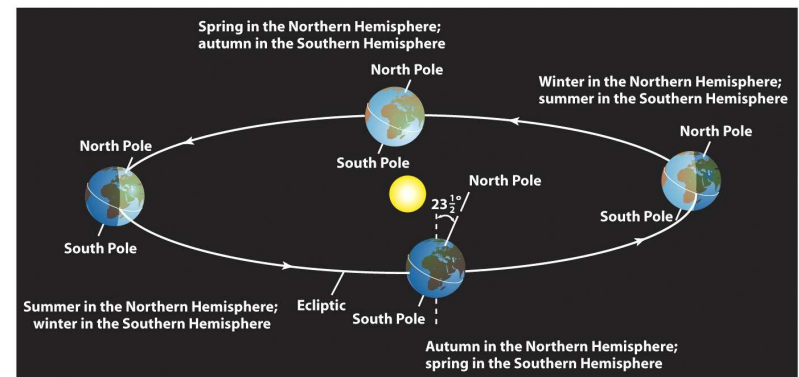 Spring in the Northern Hemisphere;
autumn in the Southern Hemisphere
North Pole
Winter in the Northern Hemisphere;
summer in the Southern Hemisphere
North Pole
North Pole
South Pole
North Pole
23½°
South Pole
South Pole
Summer in the Northern Hemisphere;
winter in the Southern Hemisphere
Ecliptic
South Pole
Autumn in the Northern Hemisphere;
spring in the Southern Hemisphere